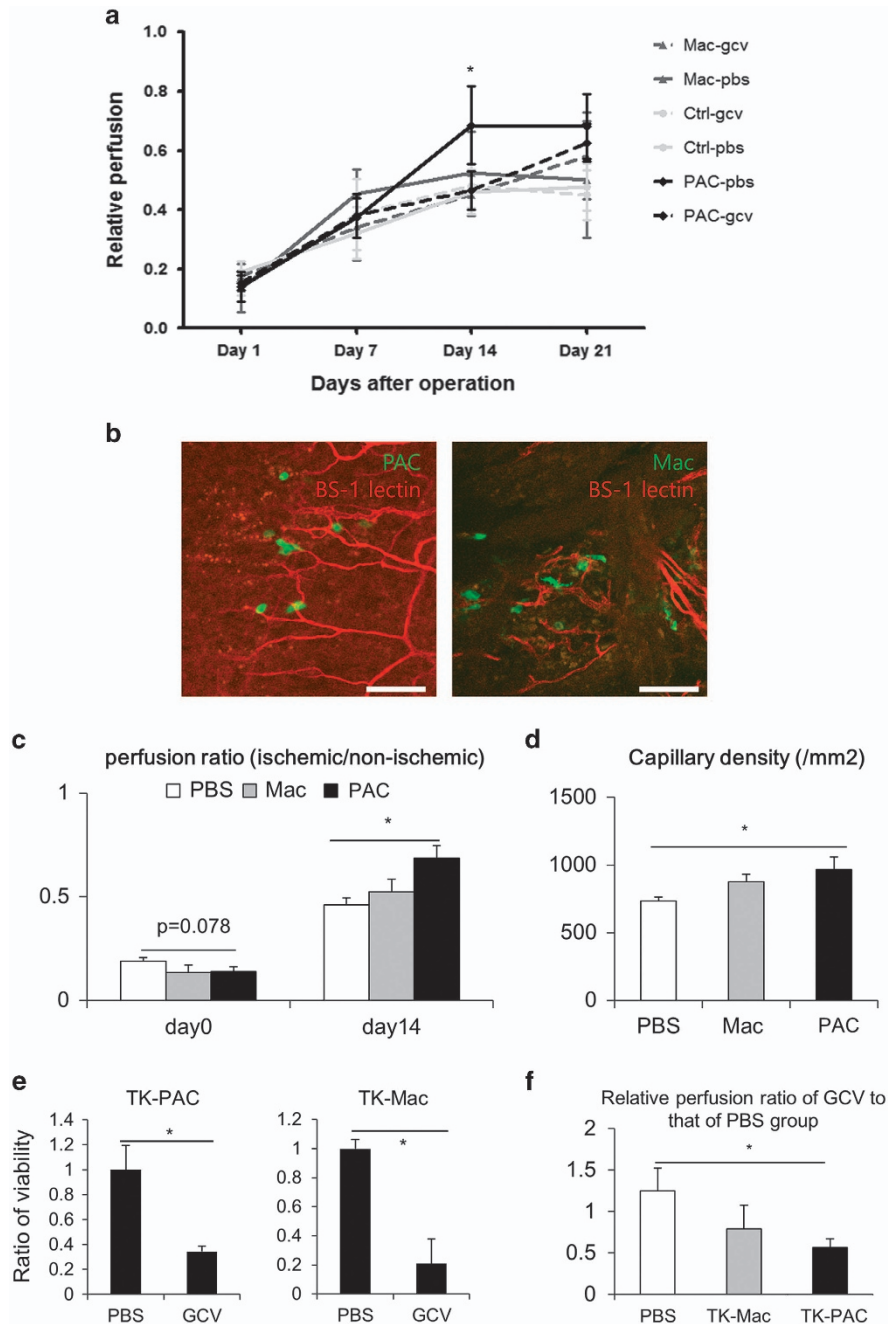 a
1.0
0.8
0.6
0.4
0.2
0.0
Relative perfusion
*
Day 1
Day 7
Day 14
Day 21
Days after operation
Mac-gcv
Mac-pbs
Ctrl-gcv
Ctrl-pbs
PAC-pbs
PAC-gcv
b
PAC
BS-1 lectin
Mac
BS-1 lectin
c
perfusion ratio (ischemic/non-ischemic)
PBS Mac PAC
1
0.5
0
p=0.078
*
day0
day14
d
Capillary density (/mm2)
1500
1000
500
0
*
PBS
Mac
PAC
e
TK-PAC
Ratio of viability
1.4
1.2
1
0.8
0.6
0.4
0.2
0
*
PBS
GCV
TK-Mac
1.2
1
0.8
0.6
0.4
0.2
0
*
PBS
GCV
f
Relative perfusion ratio of GCV to
that of PBS group
2
1.5
1
0.5
0
*
PBS
TK-Mac
TK-PAC